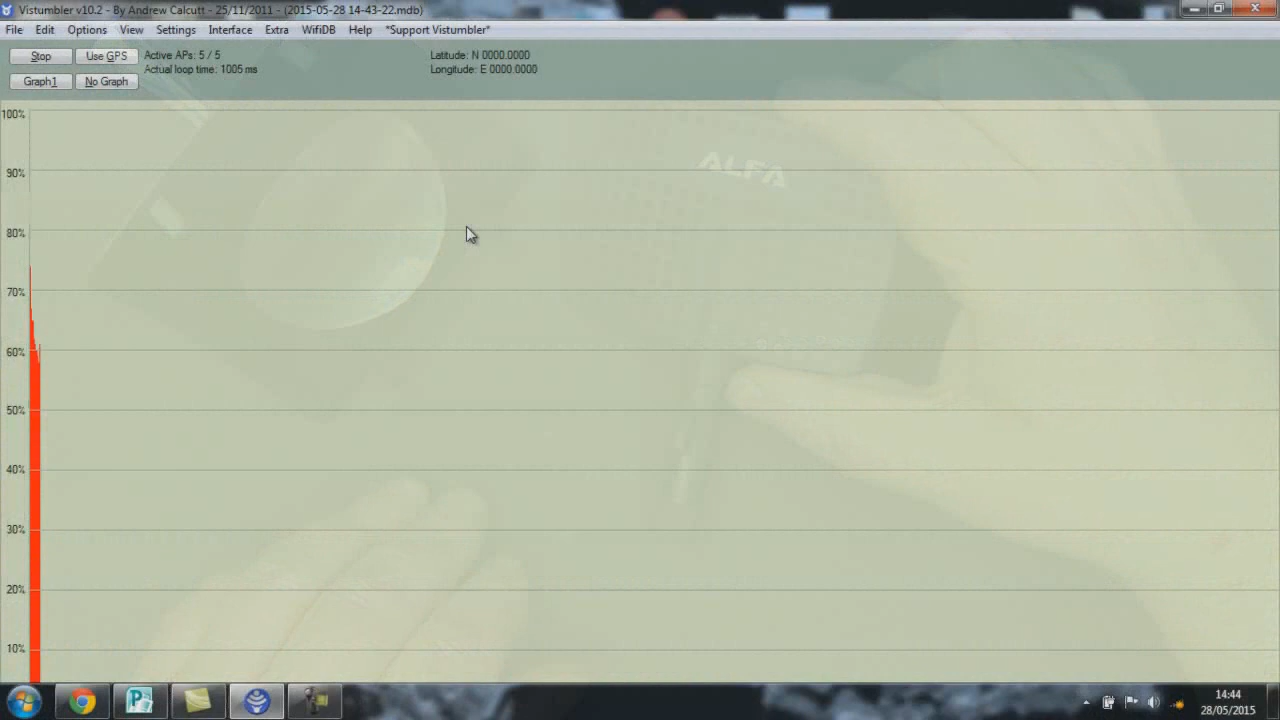 Vistumbler v10.2 - By Andrew Calcutt - 25/11/2011 - (2015-05-28 14-43-22.mdb)
File Edit Options View Settings Interface Extra WifiDB Help *Support Vistumbler*
Stop Use GPS Active APs: 5 / 5 Latitude: N 0000.0000
Actual loop time: 1005 ms Longitude: E 0000.0000
Graph1 No Graph
100%
90%
ALFA
80%
70%
60%
50%
40%
30%
20%
10%
14:44
28/05/2015